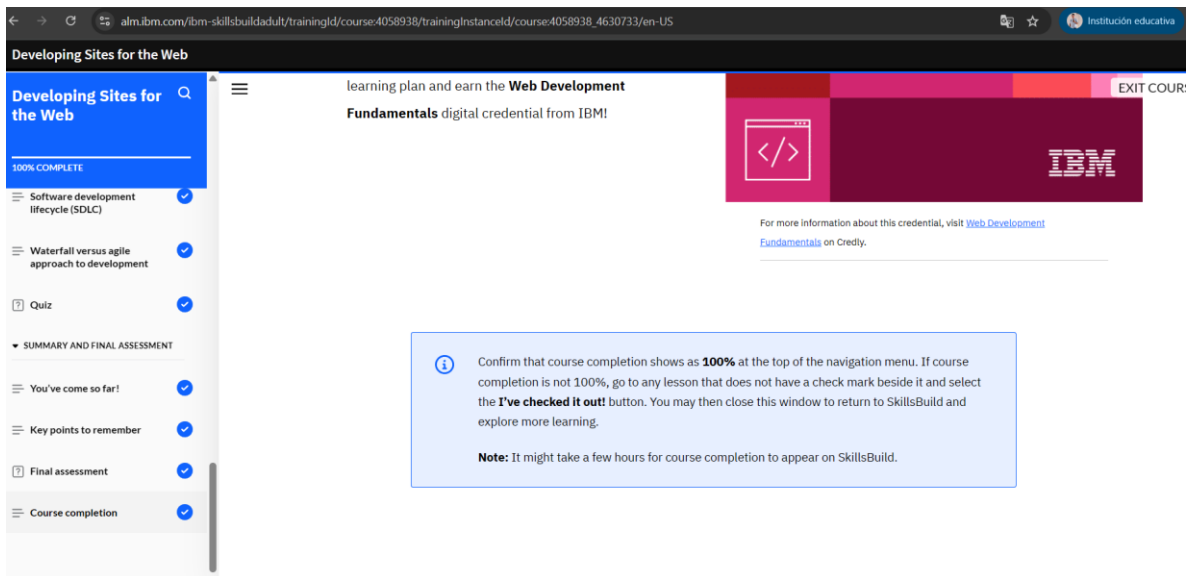 alm.ibm.com/ibm-skillsbuildadult/trainingId/course:4058938/trainingInstanceId/course:4058938_4630733/en-US
Institución educativa
Developing Sites for the Web
Developing Sites for
the Web
100% COMPLETE
Software development
lifecycle (SDLC)
Waterfall versus agile
approach to development
Quiz
SUMMARY AND FINAL ASSESSMENT
You've come so far!
Key points to remember
Final assessment
Course completion
learning plan and earn the Web Development
Fundamentals digital credential from IBM!
EXIT COURS
</>
IBM
For more information about this credential, visit Web Development
Fundamentals on Credly.
Confirm that course completion shows as 100% at the top of the navigation menu. If course
completion is not 100%, go to any lesson that does not have a check mark beside it and select
the I've checked it out! button. You may then close this window to return to SkillsBuild and
explore more learning.
Note: It might take a few hours for course completion to appear on SkillsBuild.